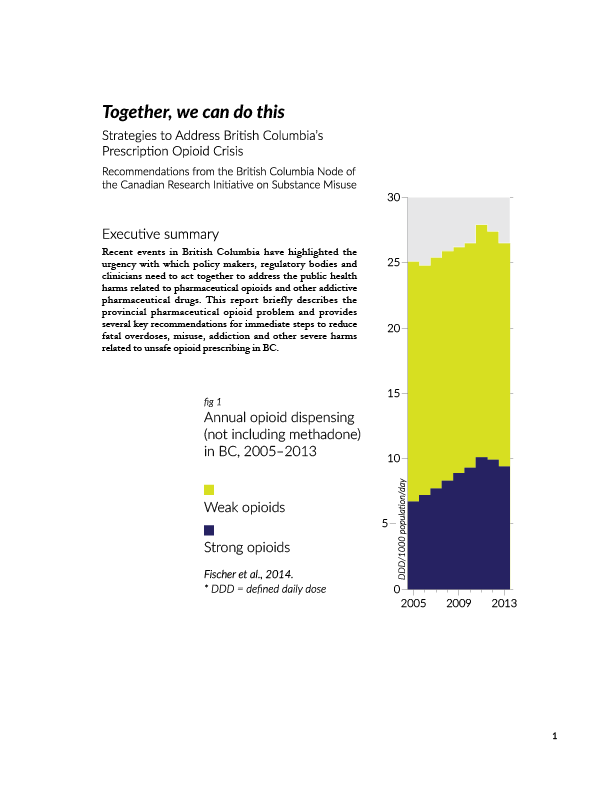 Together, we can do this
Strategies to Address British Columbia's
Prescription Opioid Crisis
Recommendations from the British Columbia Node of
the Canadian Research Initiative on Substance Misuse
Executive summary
Recent events in British Columbia have highlighted the
urgency with which policy makers, regulatory bodies and
clinicians need to act together to address the public health
harms related to pharmaceutical opioids and other addictive
pharmaceutical drugs. This report briefly describes the
provincial pharmaceutical opioid problem and provides
several key recommendations for immediate steps to reduce
fatal overdoses, misuse, addiction and other severe harms
related to unsafe opioid prescribing in BC.
fig 1
Annual opioid dispensing
(not including methadone)
in BC, 2005–2013
Weak opioids
Strong opioids
Fischer et al., 2014.
* DDD = defined daily dose
30
25
20
15
10
5
0
DDD/1000 population/day
2005 2009 2013
1